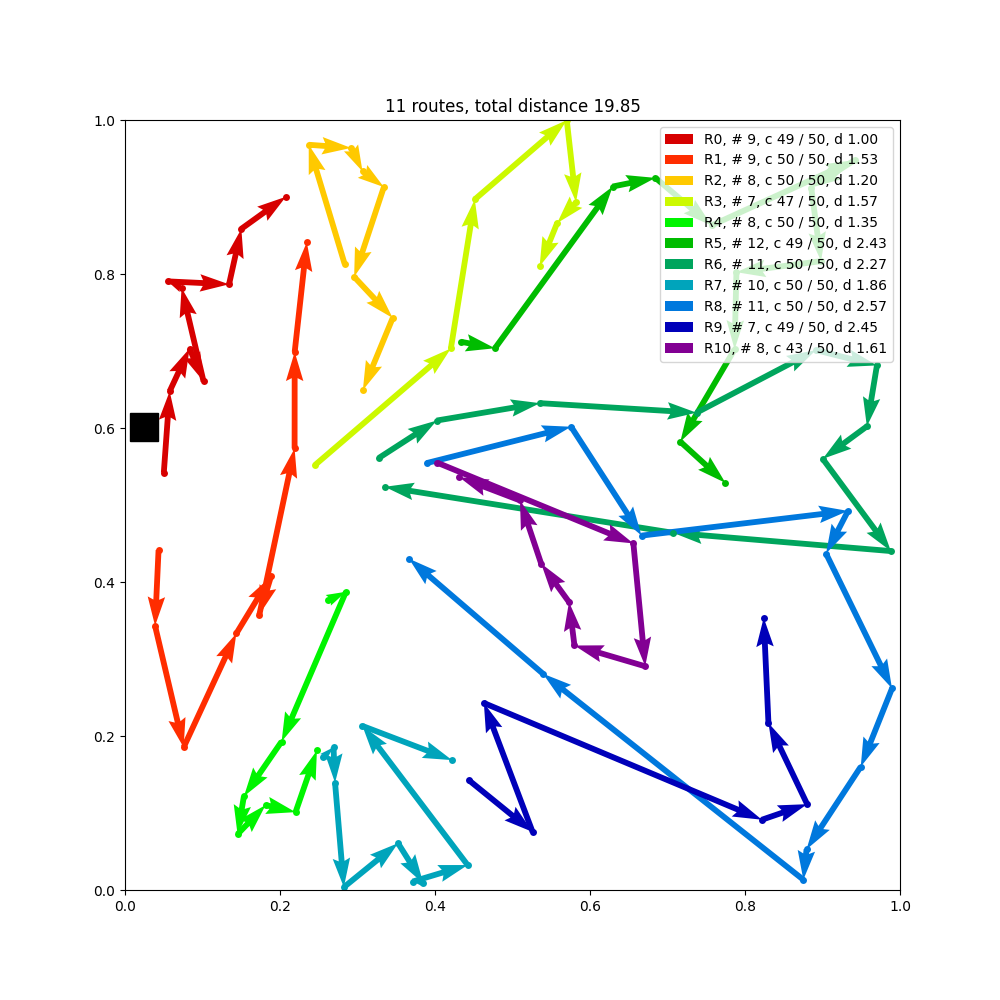 11 routes, total distance 19.85
1.0
0.8
0.6
0.4
0.2
0.0
0.0 0.2 0.4 0.6 0.8 1.0
R0, # 9, c 49 / 50, d 1.00
R1, # 9, c 50 / 50, d 1.53
R2, # 8, c 50 / 50, d 1.20
R3, # 7, c 47 / 50, d 1.57
R4, # 8, c 50 / 50, d 1.35
R5, # 12, c 49 / 50, d 2.43
R6, # 11, c 50 / 50, d 2.27
R7, # 10, c 50 / 50, d 1.86
R8, # 11, c 50 / 50, d 2.57
R9, # 7, c 49 / 50, d 2.45
R10, # 8, c 43 / 50, d 1.61